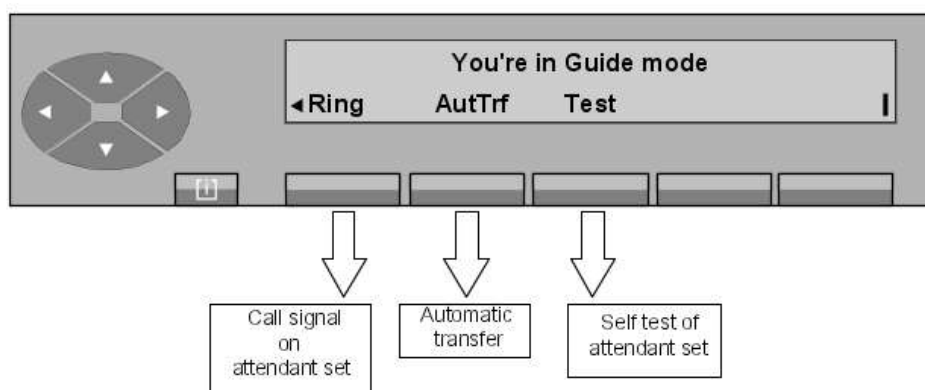 You're in Guide mode
◄Ring AutTrf Test
[i]
Call signal
on
attendant set
Automatic
transfer
Self test of
attendant set